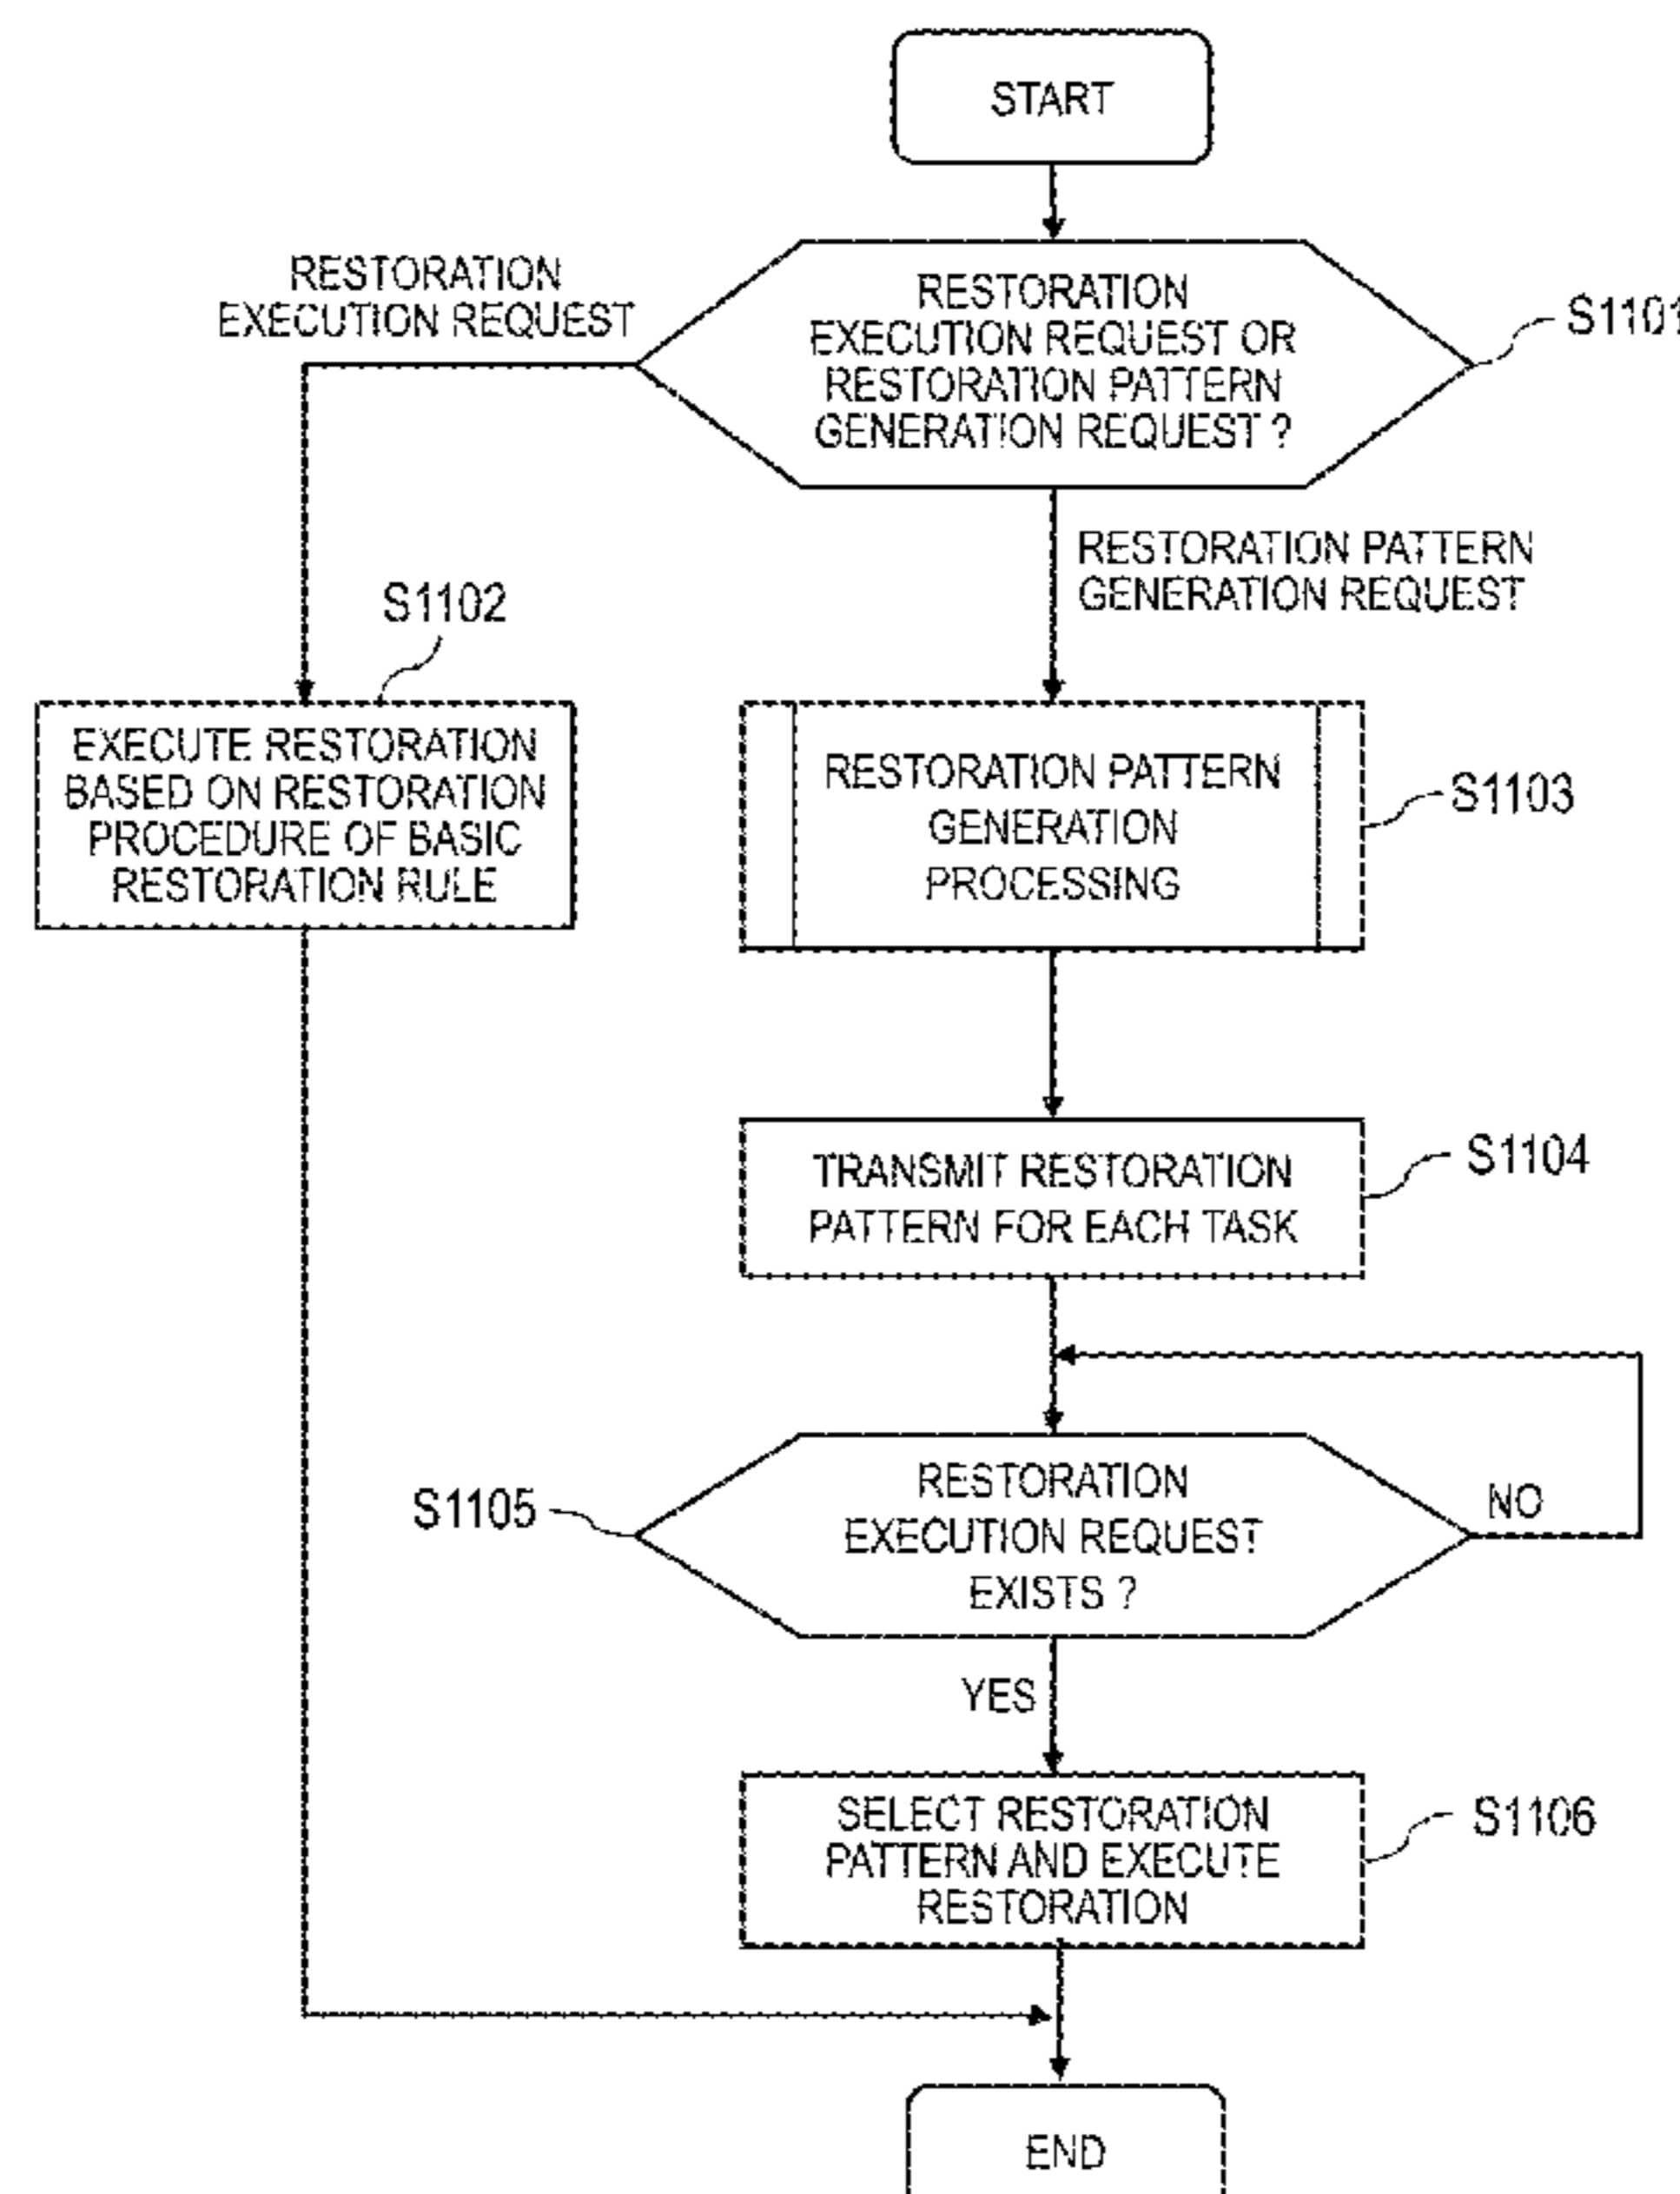 START
RESTORATION
EXECUTION REQUEST
RESTORATION
EXECUTION REQUEST OR
RESTORATION PATTERN
GENERATION REQUEST ?
S1101
RESTORATION PATTERN
GENERATION REQUEST
S1102
EXECUTE RESTORATION
BASED ON RESTORATION
PROCEDURE OF BASIC
RESTORATION RULE
RESTORATION PATTERN
GENERATION
PROCESSING
S1103
TRANSMIT RESTORATION
PATTERN FOR EACH TASK
S1104
S1105
RESTORATION
EXECUTION REQUEST
EXISTS ?
NO
YES
SELECT RESTORATION
PATTERN AND EXECUTE
RESTORATION
S1106
END